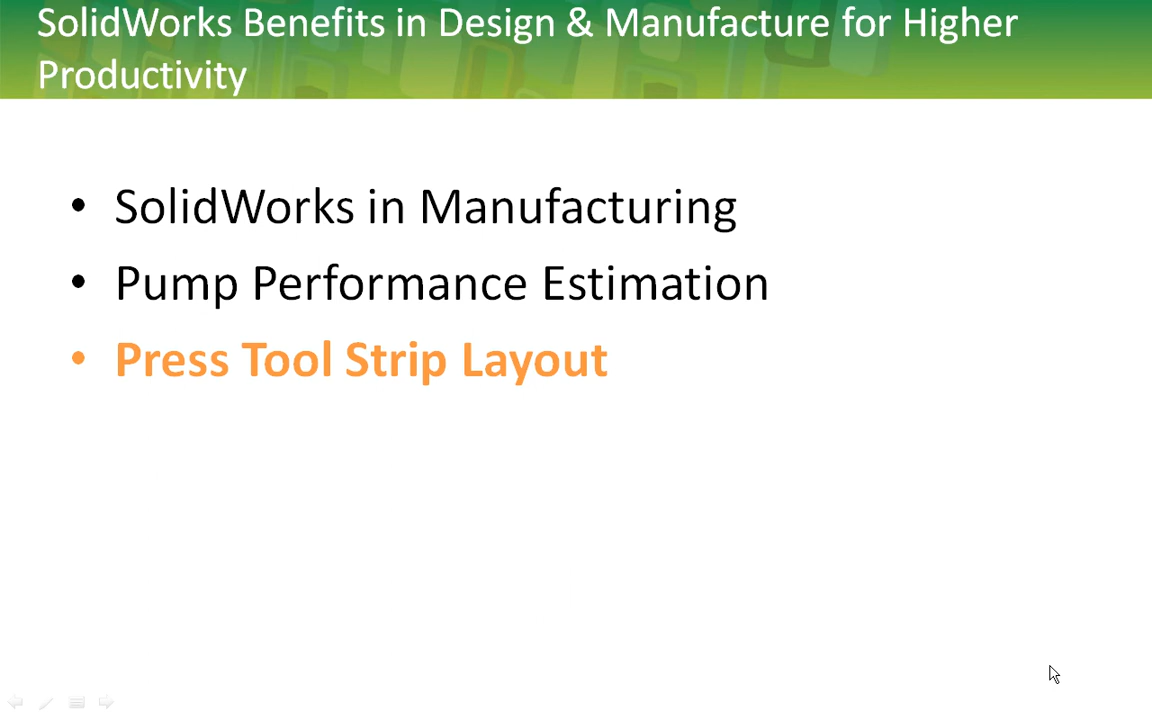 SolidWorks Benefits in Design & Manufacture for Higher
Productivity
• SolidWorks in Manufacturing
• Pump Performance Estimation
• Press Tool Strip Layout